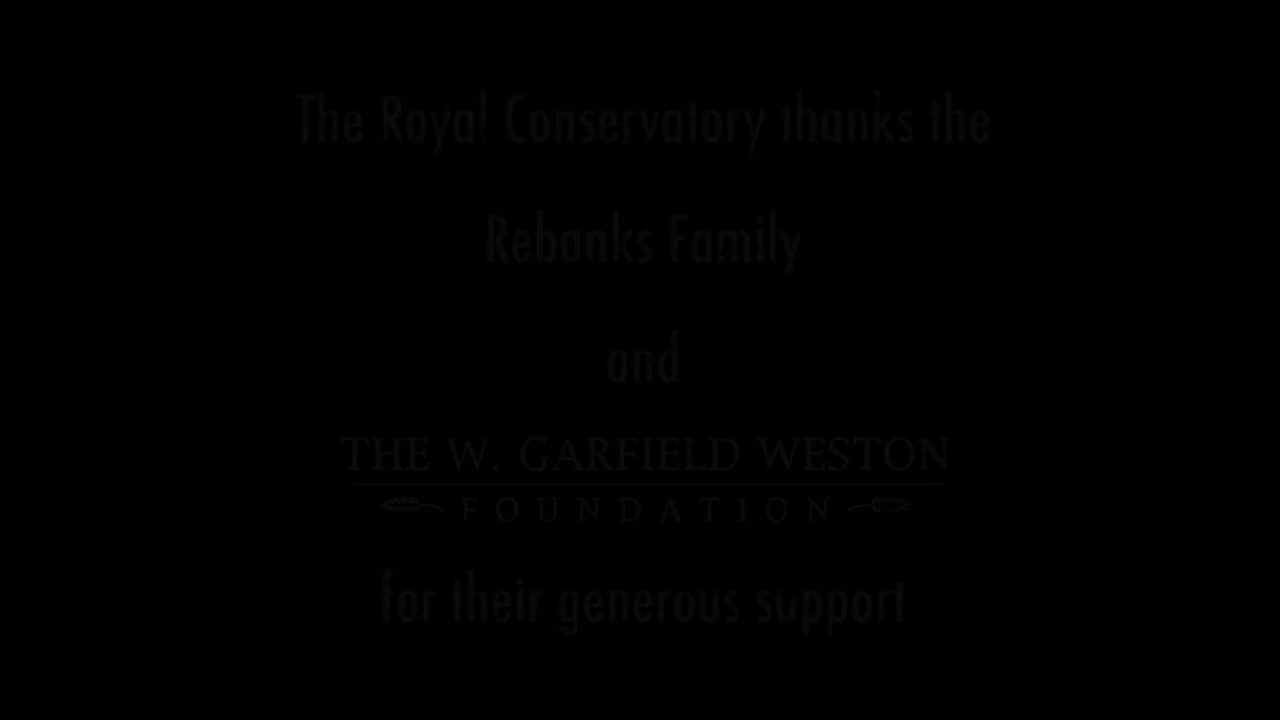 The Royal Conservatory thanks the
Rebanks Family
and
THE W. GARFIELD WESTON
FOUNDATION
for their generous support